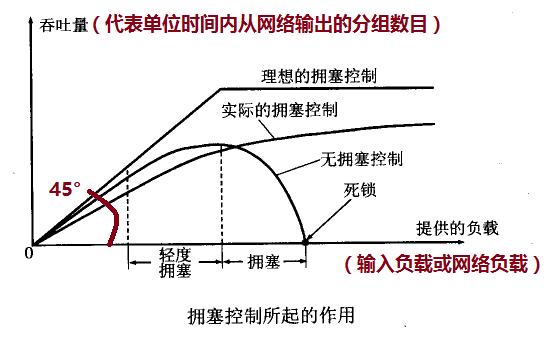 吞吐量（代表单位时间内从网络输出的分组数目）
理想的拥塞控制
实际的拥塞控制
无拥塞控制
45°
死锁
0
提供的负载
轻度
拥塞
拥塞
（输入负载或网络负载）
拥塞控制所起的作用